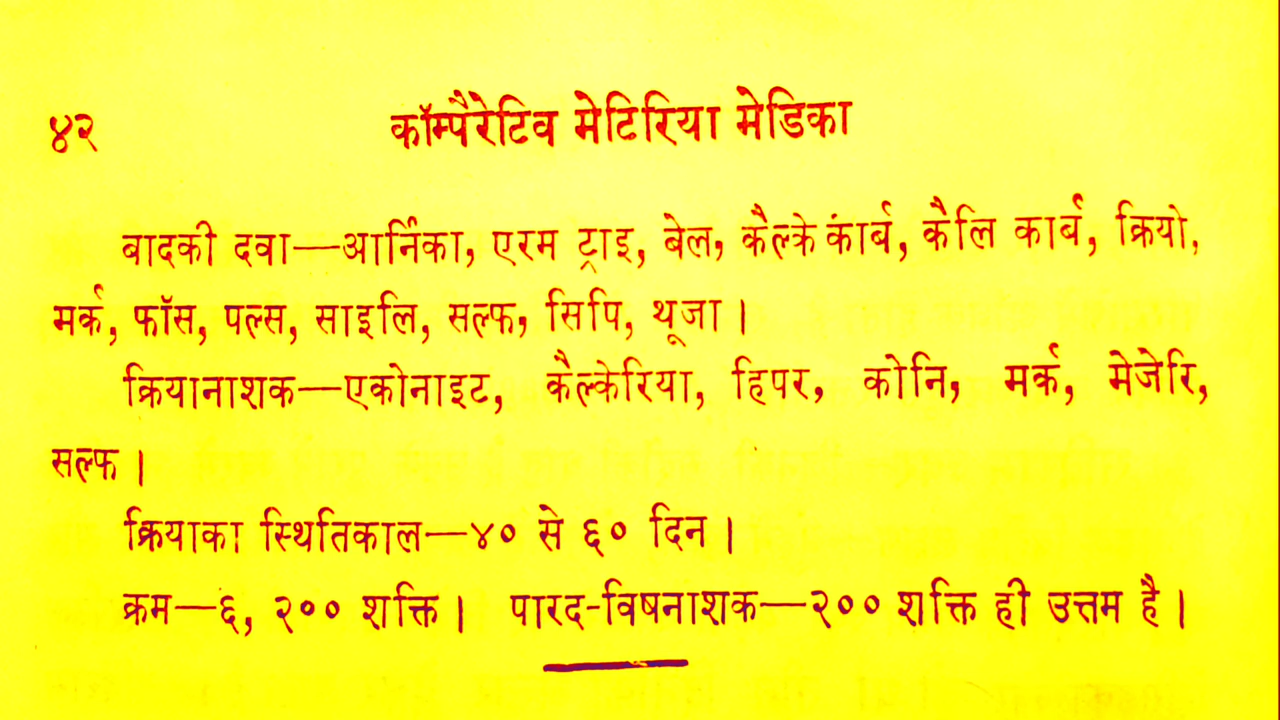 ४२ कॉम्पैरेटिव मेटिरिया मेडिका
बादकी दवा—आर्निका, एरम ट्राइ, बेल, कैल्के कार्ब, कैलि कार्ब, क्रियो,
मर्क, फॉस, पल्स, साइलि, सल्फ, सिपि, थूजा।
क्रियानाशक—एकोनाइट, कैल्केरिया, हिपर, कोनि, मर्क, मेजेरि,
सल्फ।
क्रियाका स्थितिकाल—४० से ६० दिन।
क्रम—६, २०० शक्ति। पारद-विषनाशक—२०० शक्ति ही उत्तम है।